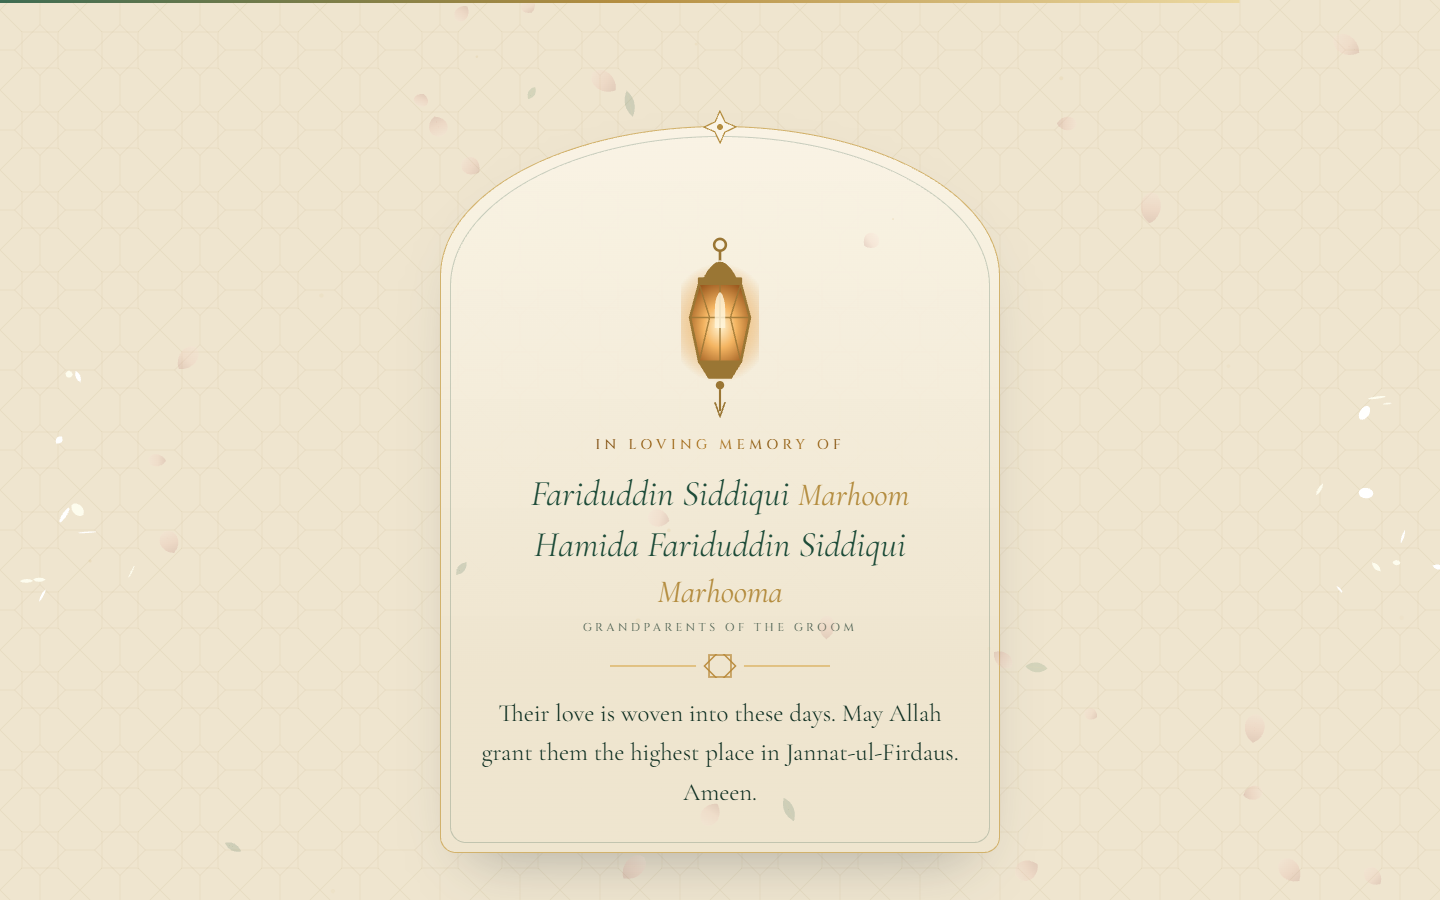 IN LOVING MEMORY OF
Fariduddin Siddiqui Marhoom
Hamida Fariduddin Siddiqui
Marhooma
GRANDPARENTS OF THE GROOM
Their love is woven into these days. May Allah
grant them the highest place in Jannat-ul-Firdaus.
Ameen.